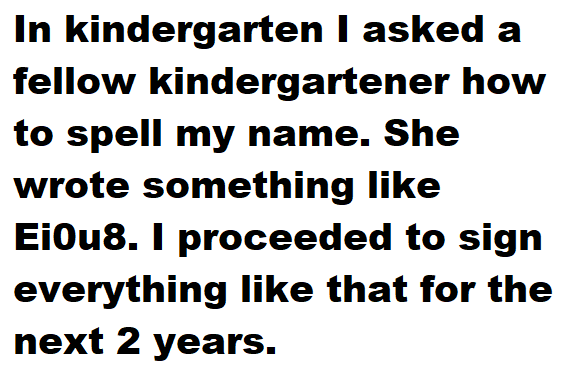 In kindergarten I asked a
fellow kindergartener how
to spell my name. She
wrote something like
Ei0u8. I proceeded to sign
everything like that for the
next 2 years.